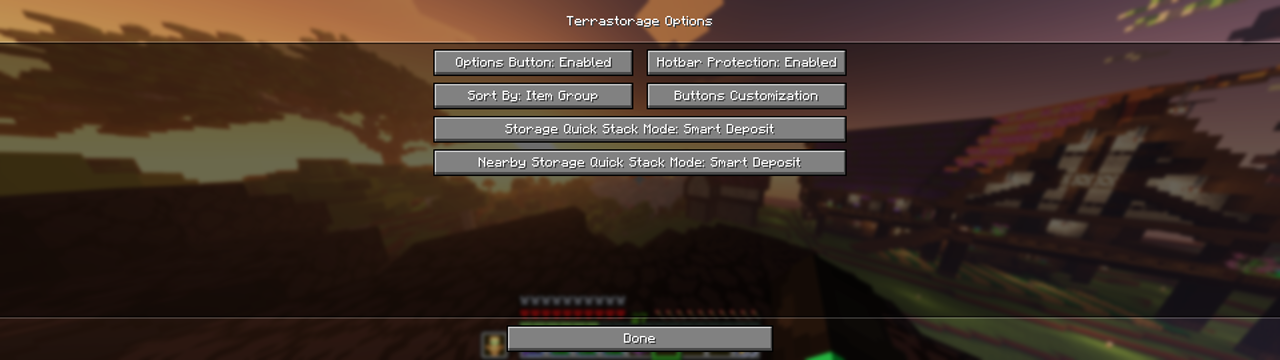 Terrastorage Options
Options Button: Enabled
Hotbar Protection: Enabled
Sort By: Item Group
Buttons Customization
Storage Quick Stack Mode: Smart Deposit
Nearby Storage Quick Stack Mode: Smart Deposit
Done